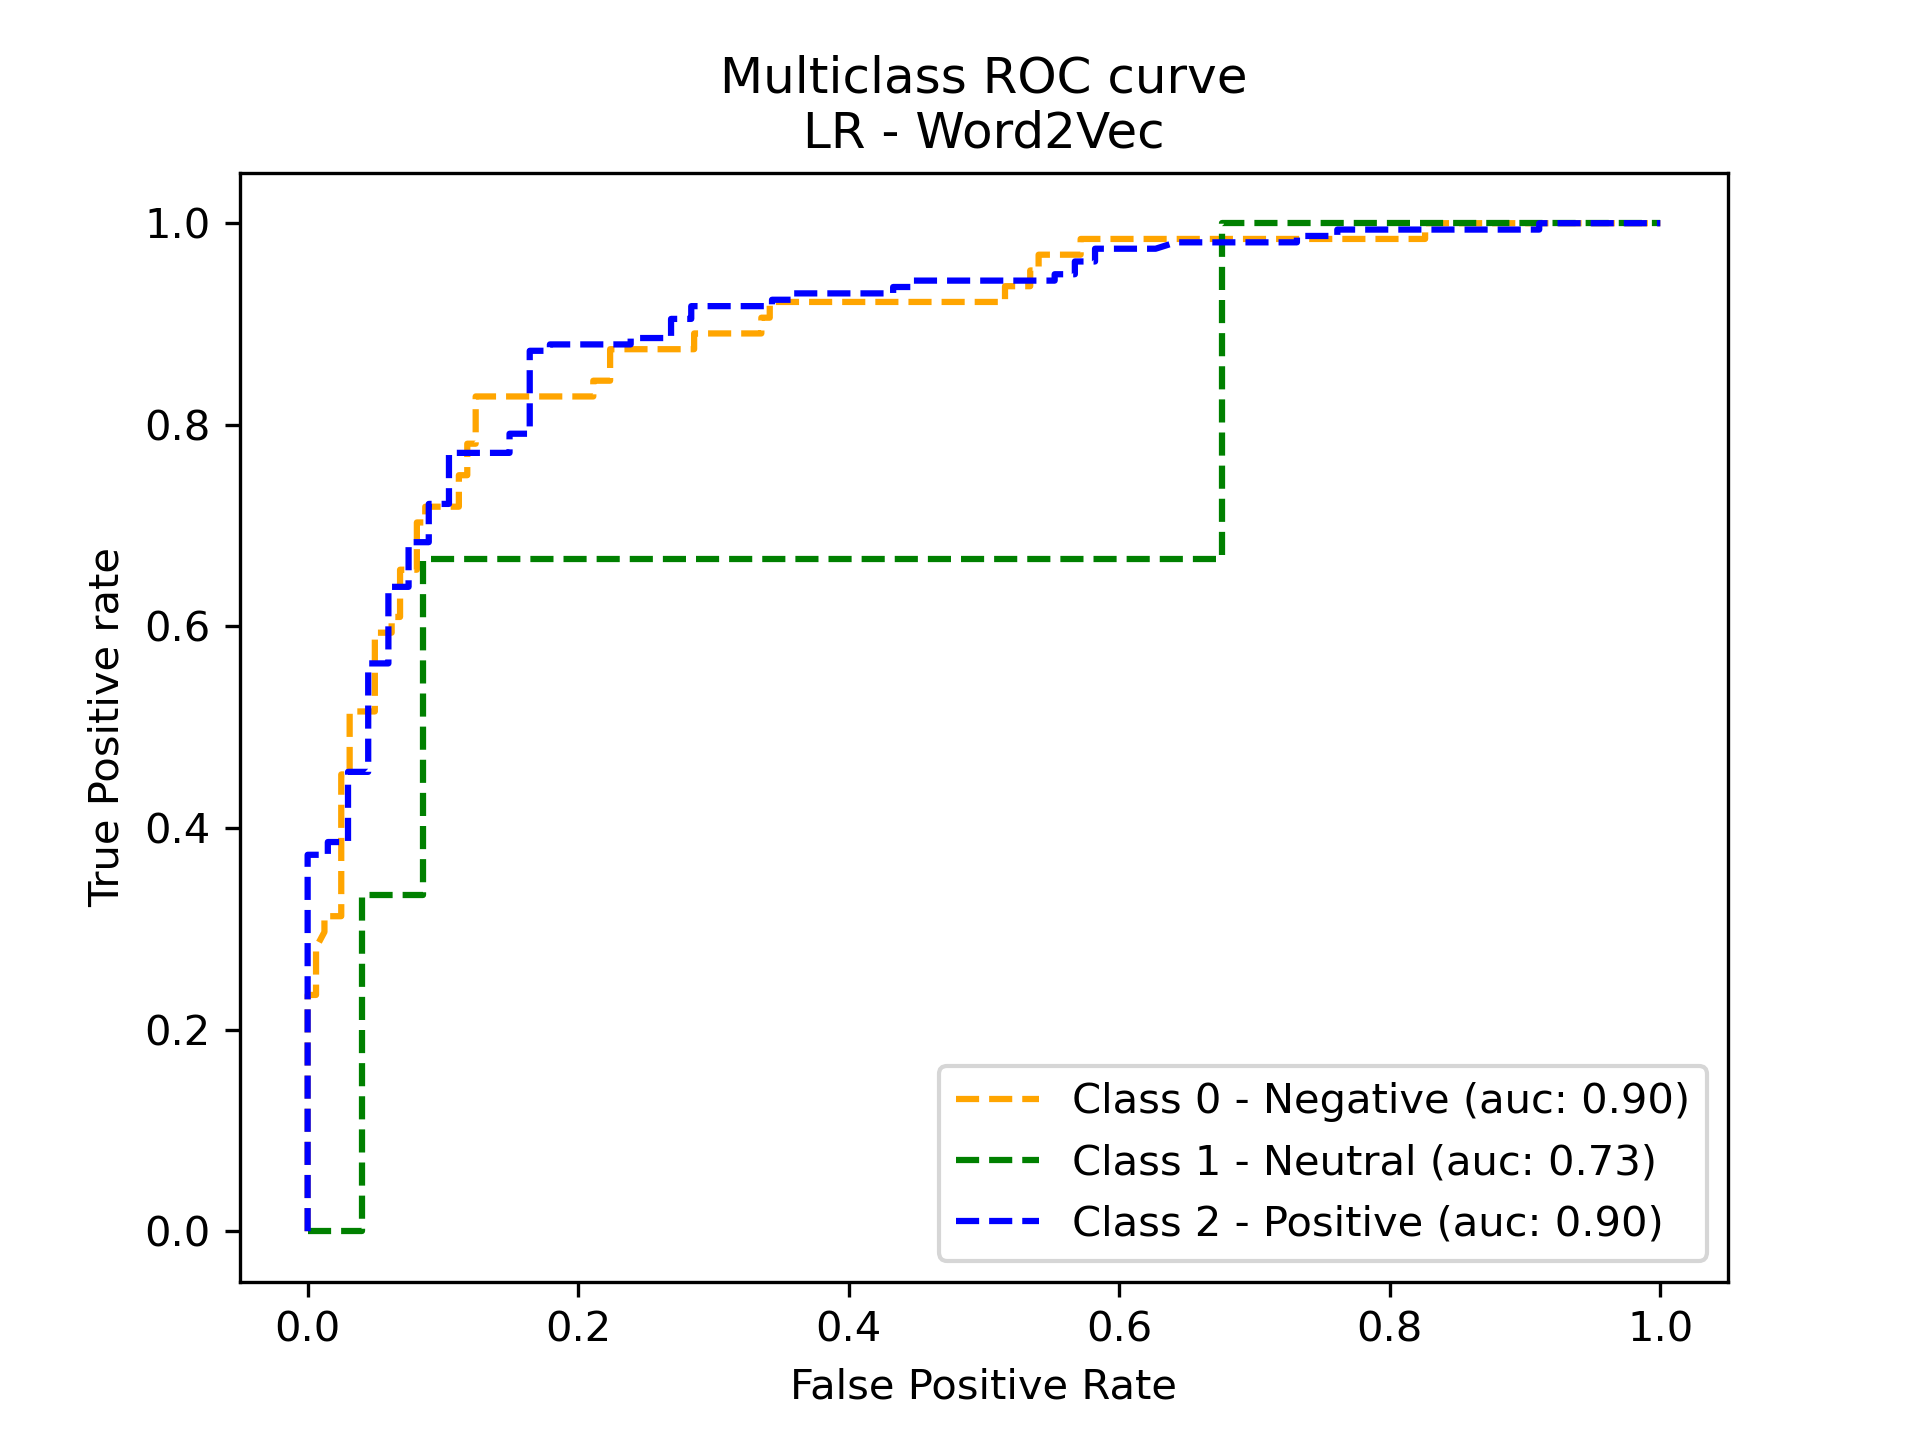 Multiclass ROC curve
LR - Word2Vec
True Positive rate
1.0
0.8
0.6
0.4
0.2
0.0
Class 0 - Negative (auc: 0.90)
Class 1 - Neutral (auc: 0.73)
Class 2 - Positive (auc: 0.90)
0.0 0.2 0.4 0.6 0.8 1.0
False Positive Rate